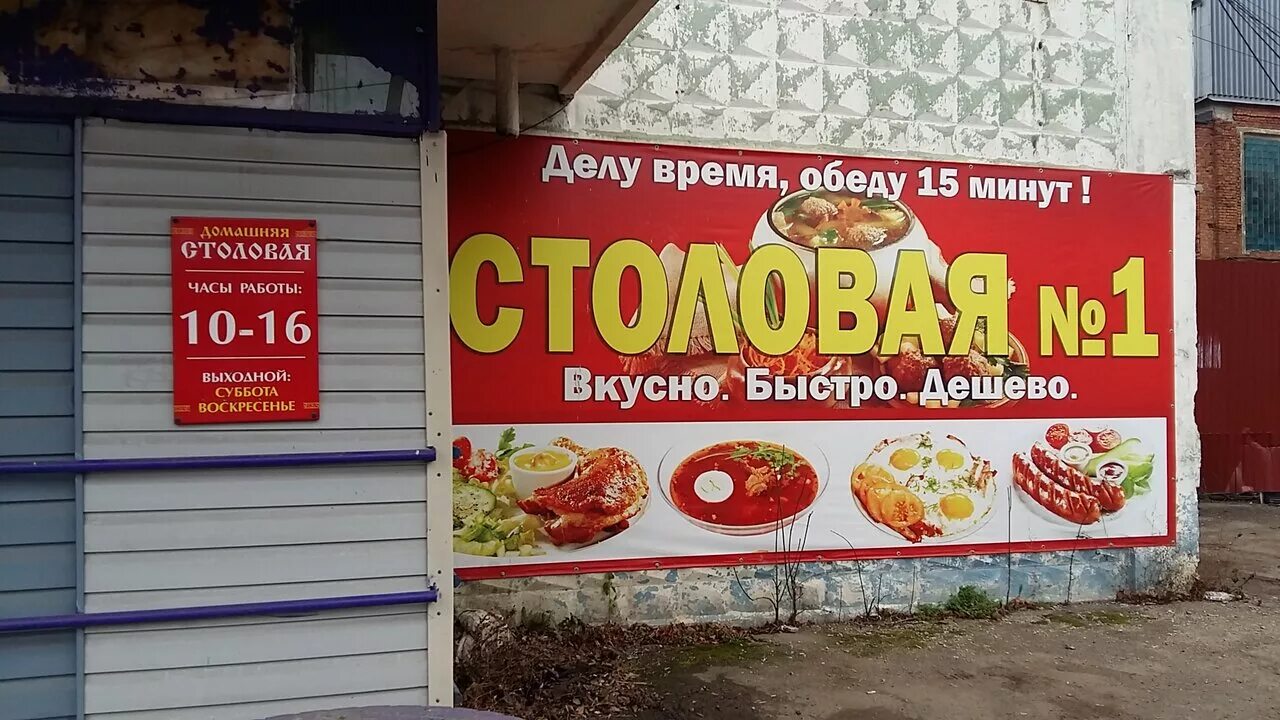 ДОМАШНЯЯ
СТОЛОВАЯ
ЧАСЫ РАБОТЫ:
10-16
ВЫХОДНОЙ:
СУББОТА
ВОСКРЕСЕНЬЕ
Делу время, обеду 15 минут !
СТОЛОВАЯ №1
Вкусно. Быстро. Дешево.